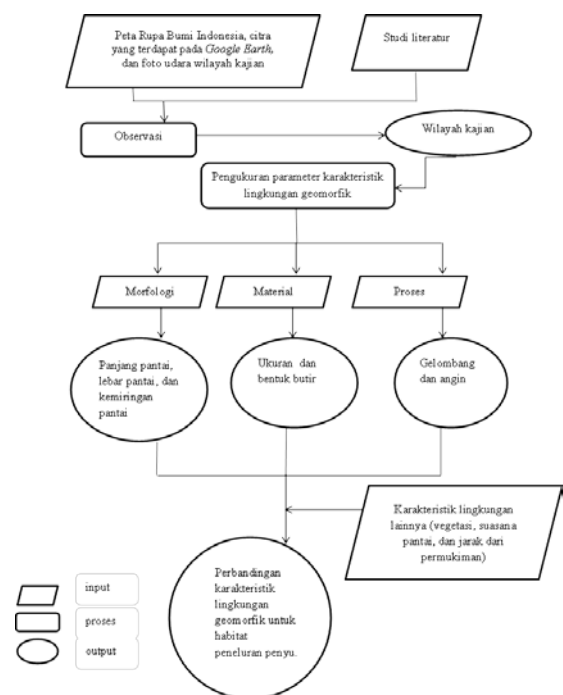 Peta Rupa Bumi Indonesia, citra
yang terdapat pada Google Earth,
dan foto udara wilayah kajian
Studi literatur
Observasi
Wilayah kajian
Pengukuran parameter karakteristik
lingkungan geomorfik
Morfologi
Material
Proses
Panjang pantai,
lebar pantai, dan
kemiringan
pantai
Ukuran dan
bentuk butir
Gelombang
dan angin
Karakteristik lingkungan
lainnya (vegetasi, suasana
pantai, dan jarak dari
permukiman)
Perbandingan
karakteristik
lingkungan
geomorfik untuk
habitat
peneluran penyu.
input
proses
output